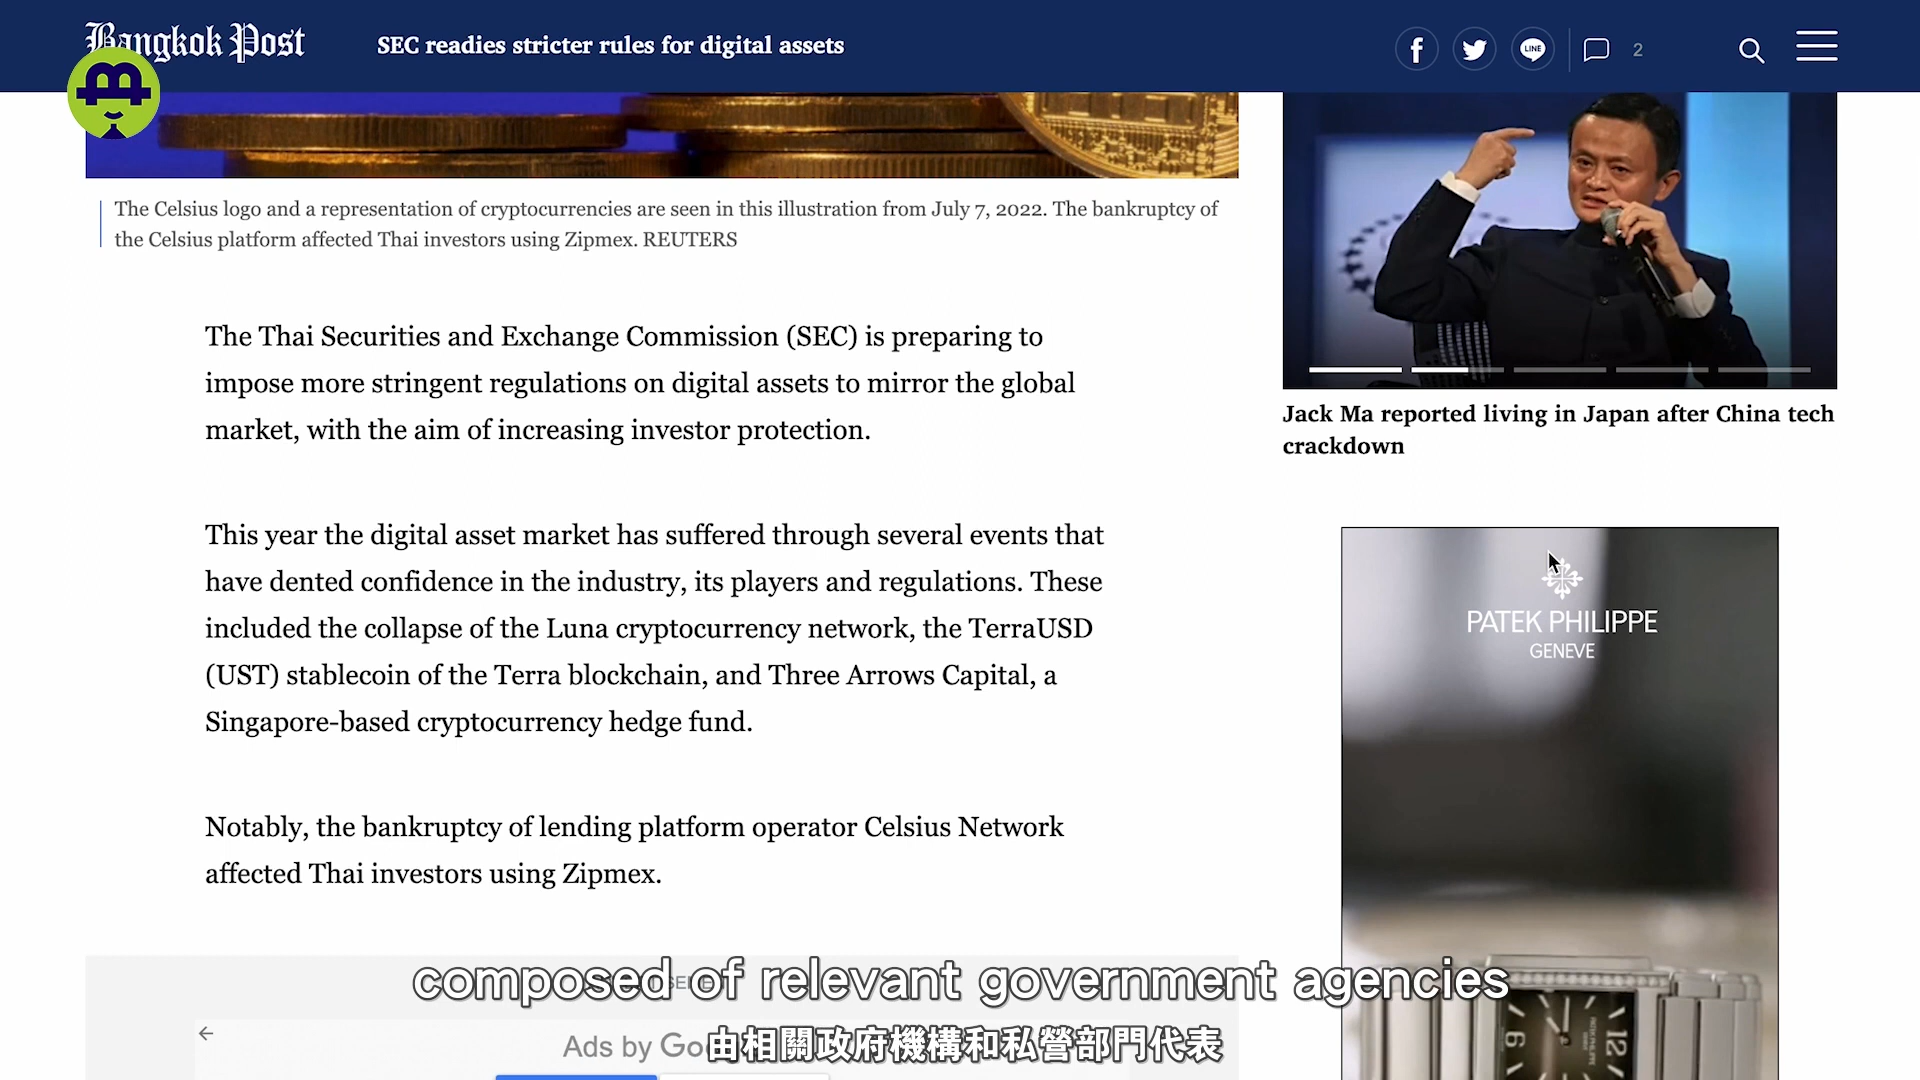 Bangkok Post
SEC readies stricter rules for digital assets
LINE
2
The Celsius logo and a representation of cryptocurrencies are seen in this illustration from July 7, 2022. The bankruptcy of
the Celsius platform affected Thai investors using Zipmex. REUTERS
The Thai Securities and Exchange Commission (SEC) is preparing to
impose more stringent regulations on digital assets to mirror the global
market, with the aim of increasing investor protection.
This year the digital asset market has suffered through several events that
have dented confidence in the industry, its players and regulations. These
included the collapse of the Luna cryptocurrency network, the TerraUSD
(UST) stablecoin of the Terra blockchain, and Three Arrows Capital, a
Singapore-based cryptocurrency hedge fund.
Notably, the bankruptcy of lending platform operator Celsius Network
affected Thai investors using Zipmex.
Jack Ma reported living in Japan after China tech
crackdown
PATEK PHILIPPE
GENEVE
12
6
Ads by
composed of relevant government agencies
由相關政府機構和私營部門代表